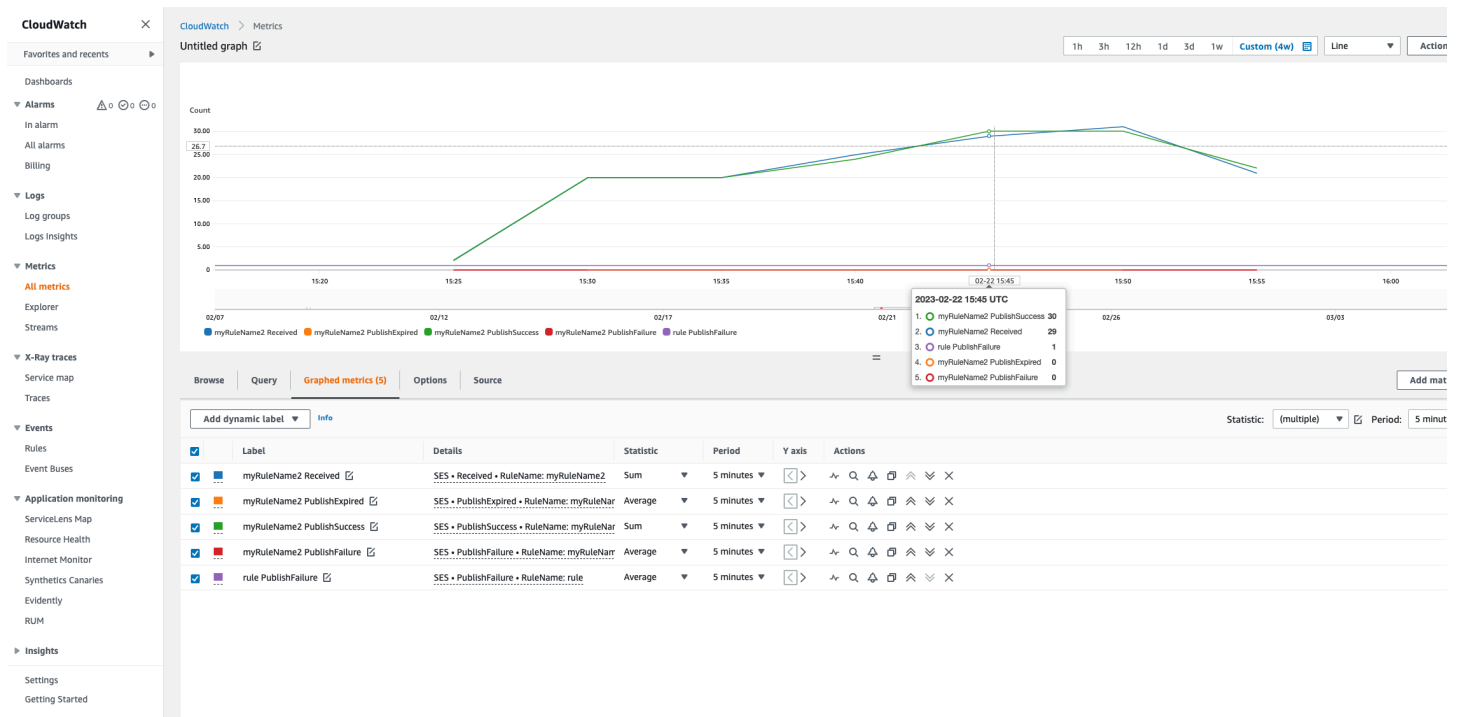 CloudWatch
Favorites and recents
Dashboards
Alarms 0 0 0
In alarm
All alarms
Billing
Logs
Log groups
Logs Insights
Metrics
All metrics
Explorer
Streams
X-Ray traces
Service map
Traces
Events
Rules
Event Buses
Application monitoring
ServiceLens Map
Resource Health
Internet Monitor
Synthetics Canaries
Evidently
RUM
Insights
Settings
Getting Started
CloudWatch > Metrics
Untitled graph
1h 3h 12h 1d 3d 1w Custom (4w) Line Action
Count
30.00
26.7
25.00
20.00
15.00
10.00
5.00
0
15:20 15:25 15:30 15:35 15:40 02-22 15:45 15:50 15:55 16:00
02/07 02/12 02/17 02/21 02/26 03/03
myRuleName2 Received myRuleName2 PublishExpired myRuleName2 PublishSuccess myRuleName2 PublishFailure rule PublishFailure
2023-02-22 15:45 UTC
1. myRuleName2 PublishSuccess 30
2. myRuleName2 Received 29
3. rule PublishFailure 1
4. myRuleName2 PublishExpired 0
5. myRuleName2 PublishFailure 0
Browse Query Graphed metrics (5) Options Source Add mat
Add dynamic label Info Statistic: (multiple) Period: 5 minut
Label Details Statistic Period Y axis Actions
myRuleName2 Received SES • Received • RuleName: myRuleName2 Sum 5 minutes < >
myRuleName2 PublishExpired SES • PublishExpired • RuleName: myRuleNar Average 5 minutes < >
myRuleName2 PublishSuccess SES • PublishSuccess • RuleName: myRuleNar Sum 5 minutes < >
myRuleName2 PublishFailure SES • PublishFailure • RuleName: myRuleNam Average 5 minutes < >
rule PublishFailure SES • PublishFailure • RuleName: rule Average 5 minutes < >